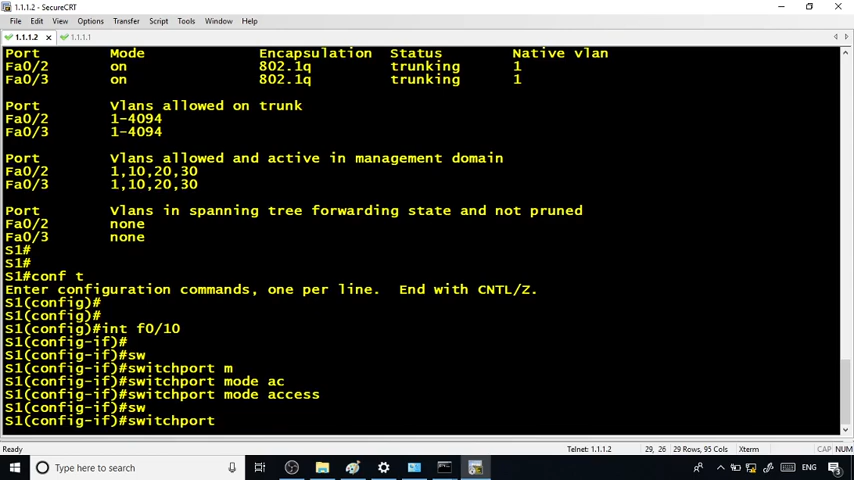 1.1.1.2 - SecureCRT
File Edit View Options Transfer Script Tools Window Help
1.1.1.2 1.1.1.1
Port Mode Encapsulation Status Native vlan
Fa0/2 on 802.1q trunking 1
Fa0/3 on 802.1q trunking 1
Port Vlans allowed on trunk
Fa0/2 1-4094
Fa0/3 1-4094
Port Vlans allowed and active in management domain
Fa0/2 1,10,20,30
Fa0/3 1,10,20,30
Port Vlans in spanning tree forwarding state and not pruned
Fa0/2 none
Fa0/3 none
S1#
S1#
S1#conf t
Enter configuration commands, one per line. End with CNTL/Z.
S1(config)#
S1(config)#
S1(config)#int f0/10
S1(config-if)#
S1(config-if)#sw
S1(config-if)#switchport m
S1(config-if)#switchport mode ac
S1(config-if)#switchport mode access
S1(config-if)#sw
S1(config-if)#switchport
Ready Telnet: 1.1.1.2 29, 26 29 Rows, 95 Cols Xterm CAP NUM
Type here to search ENG 3